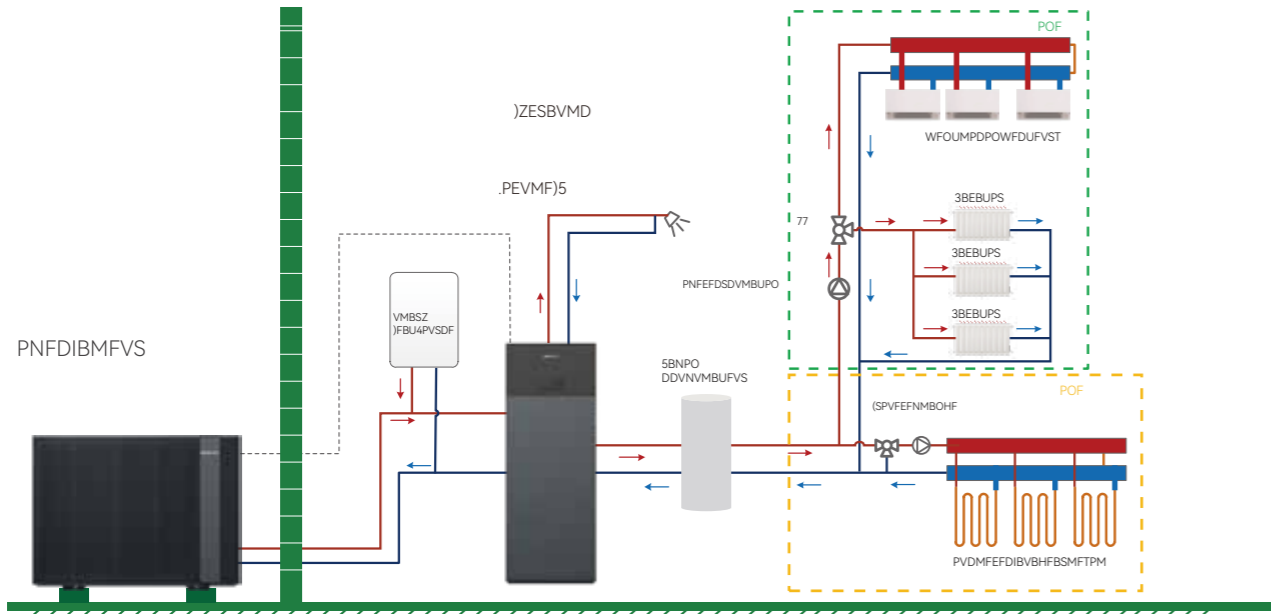 POF
)ZESBVMD
WFOUMPDPOWFDUFVST
.PEVMF)5
3BEBUPS
77
3BEBUPS
PNFEFDSDVMBUPO
VMBSZ
)FBU4PVSDF
3BEBUPS
PNFDIBMFVS
5BNPO
DDVNVMBUFVS
POF
(SPVFEFNMBOHF
PVDMFEFDIBVBHFBSMFTPM